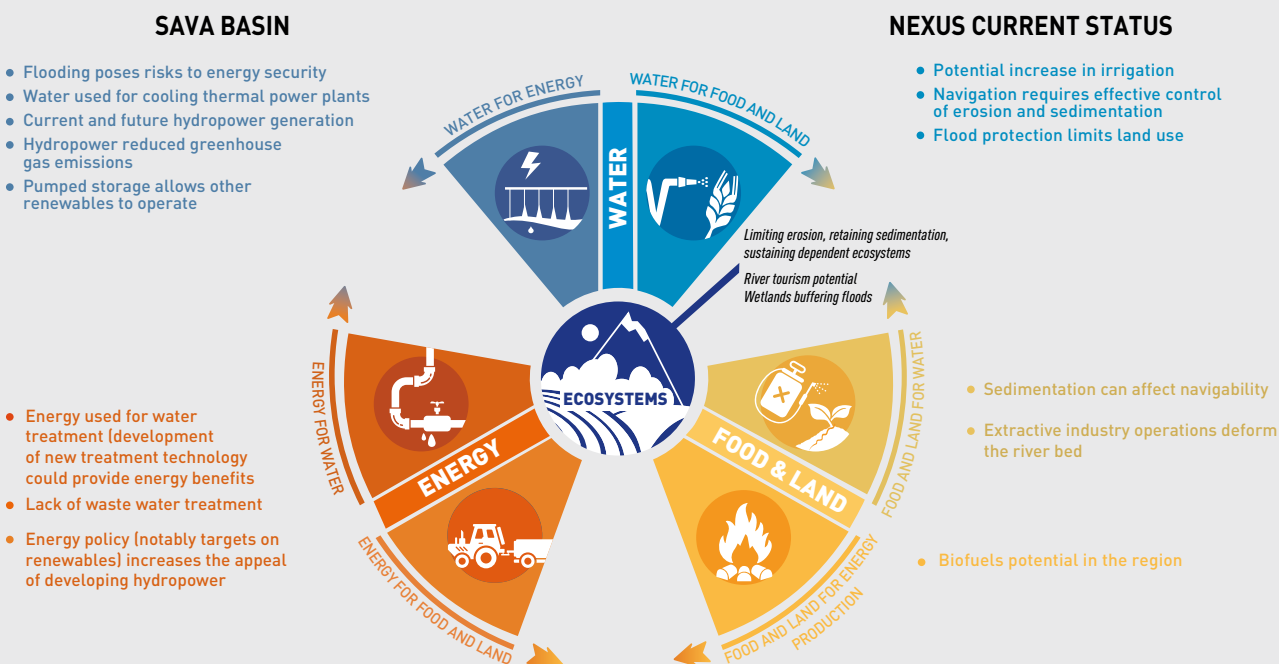 SAVA BASIN
NEXUS CURRENT STATUS
Flooding poses risks to energy security
Water used for cooling thermal power plants
Current and future hydropower generation
Hydropower reduced greenhouse
gas emissions
Pumped storage allows other
renewables to operate
WATER FOR ENERGY
WATER
WATER FOR FOOD AND LAND
Potential increase in irrigation
Navigation requires effective control
of erosion and sedimentation
Flood protection limits land use
Limiting erosion, retaining sedimentation,
sustaining dependent ecosystems
River tourism potential
Wetlands buffering floods
ECOSYSTEMS
ENERGY FOR WATER
ENERGY
ENERGY FOR FOOD AND LAND
Energy used for water
treatment (development
of new treatment technology
could provide energy benefits
Lack of waste water treatment
Energy policy (notably targets on
renewables) increases the appeal
of developing hydropower
FOOD & LAND
FOOD AND LAND FOR WATER
FOOD AND LAND FOR ENERGY
PRODUCTION
Sedimentation can affect navigability
Extractive industry operations deform
the river bed
Biofuels potential in the region